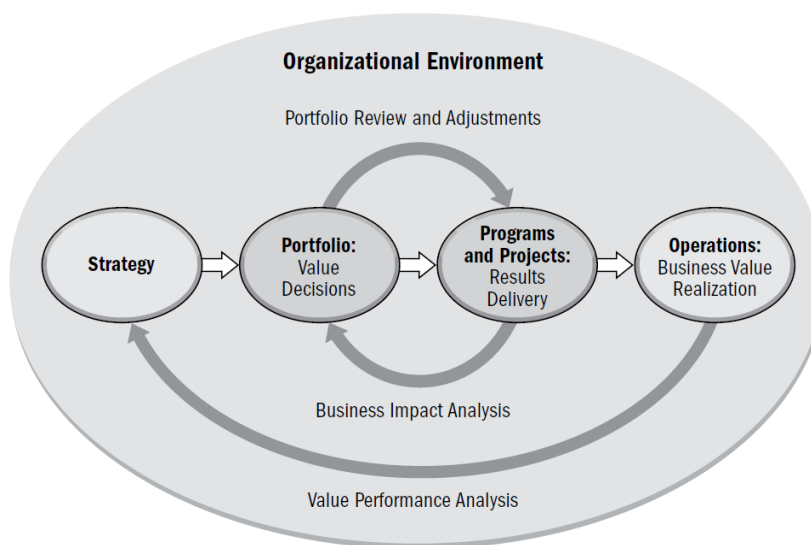 Organizational Environment
Portfolio Review and Adjustments
Strategy
Portfolio:
Value
Decisions
Programs
and Projects:
Results
Delivery
Operations:
Business Value
Realization
Business Impact Analysis
Value Performance Analysis